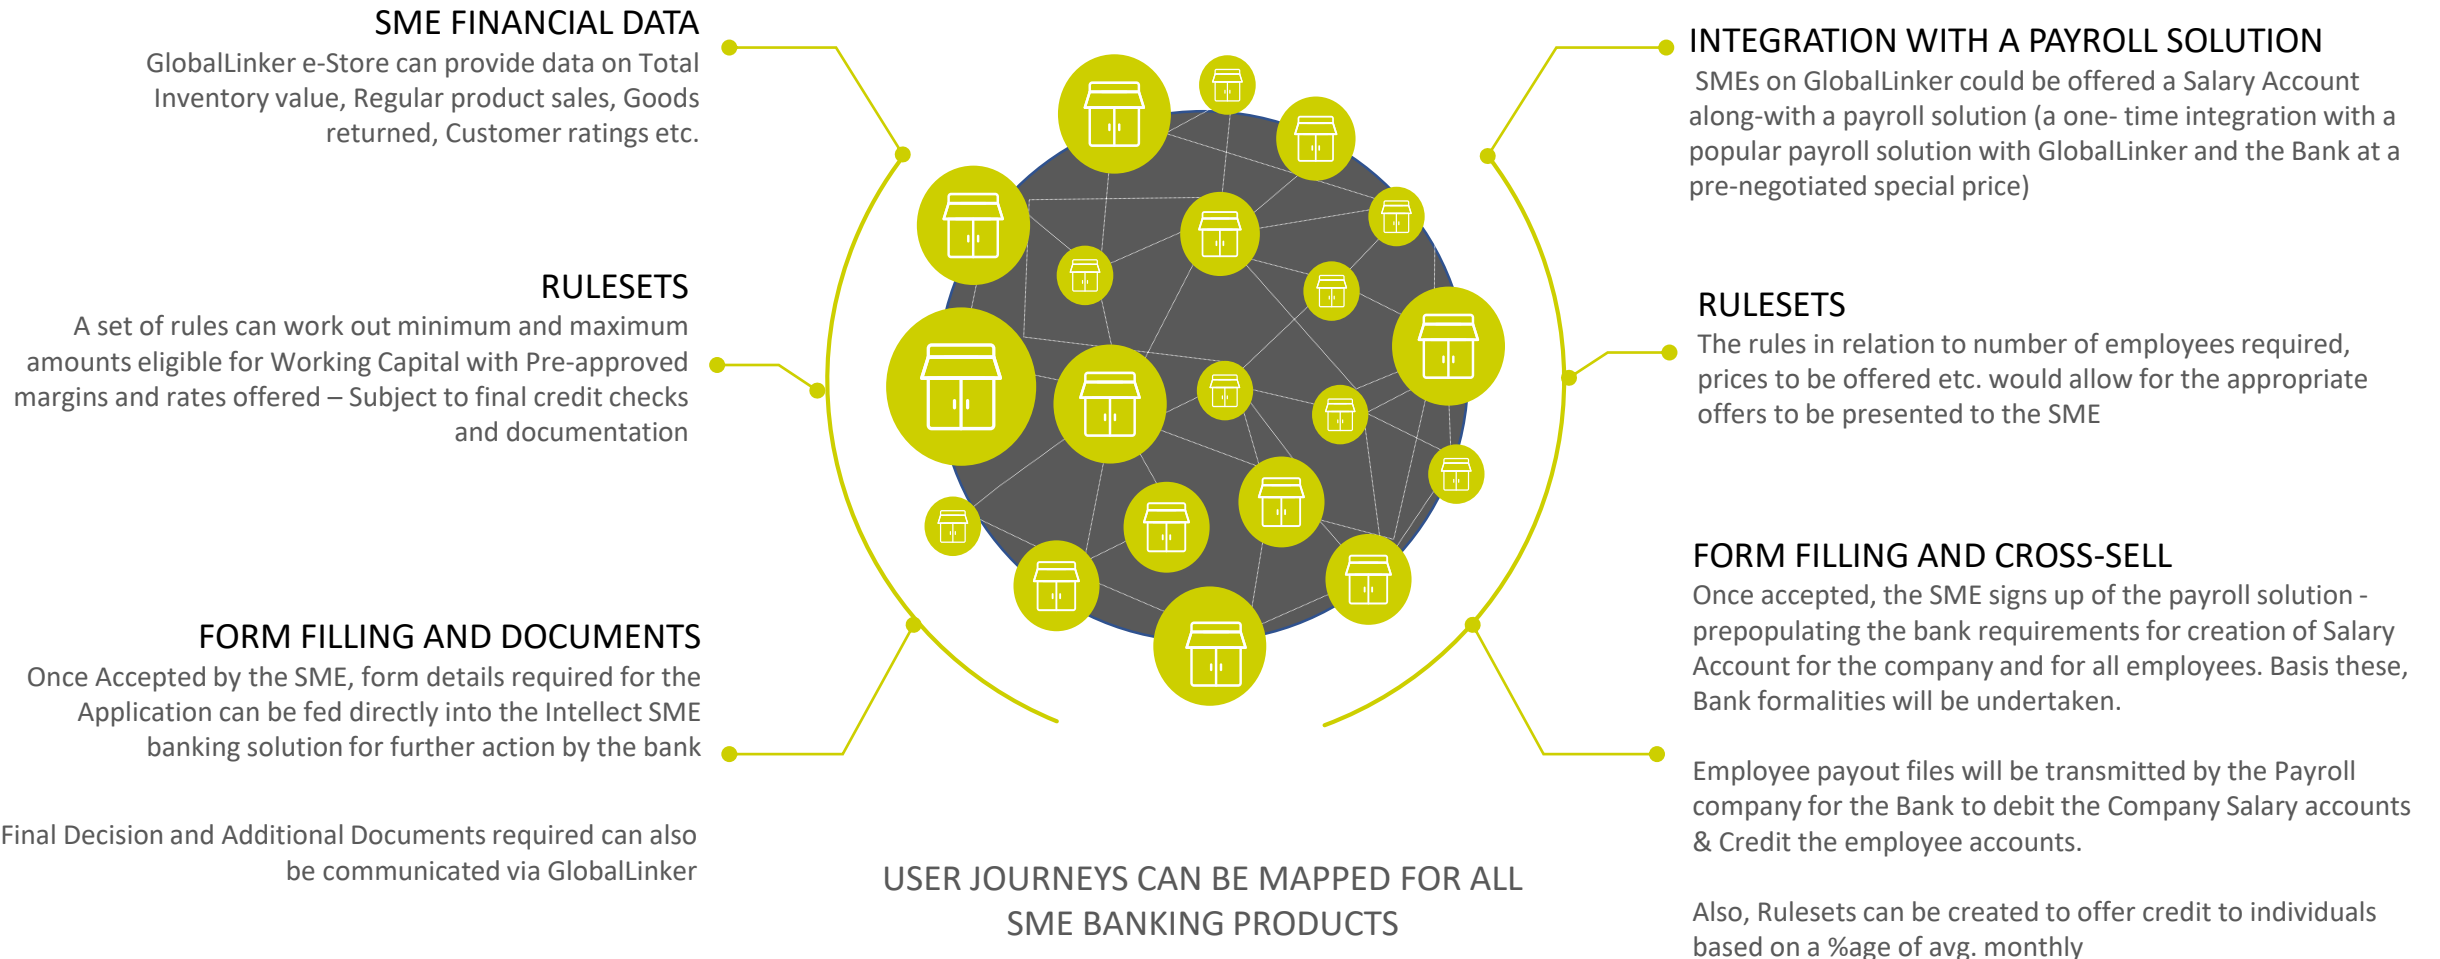 SME FINANCIAL DATA
GlobalLinker e-Store can provide data on Total
Inventory value, Regular product sales, Goods
returned, Customer ratings etc.
RULESETS
A set of rules can work out minimum and maximum
amounts eligible for Working Capital with Pre-approved
margins and rates offered – Subject to final credit checks
and documentation
FORM FILLING AND DOCUMENTS
Once Accepted by the SME, form details required for the
Application can be fed directly into the Intellect SME
banking solution for further action by the bank
Final Decision and Additional Documents required can also
be communicated via GlobalLinker
USER JOURNEYS CAN BE MAPPED FOR ALL
SME BANKING PRODUCTS
INTEGRATION WITH A PAYROLL SOLUTION
SMEs on GlobalLinker could be offered a Salary Account
along-with a payroll solution (a one- time integration with a
popular payroll solution with GlobalLinker and the Bank at a
pre-negotiated special price)
RULESETS
The rules in relation to number of employees required,
prices to be offered etc. would allow for the appropriate
offers to be presented to the SME
FORM FILLING AND CROSS-SELL
Once accepted, the SME signs up of the payroll solution -
prepopulating the bank requirements for creation of Salary
Account for the company and for all employees. Basis these,
Bank formalities will be undertaken.
Employee payout files will be transmitted by the Payroll
company for the Bank to debit the Company Salary accounts
& Credit the employee accounts.
Also, Rulesets can be created to offer credit to individuals
based on a %age of avg. monthly